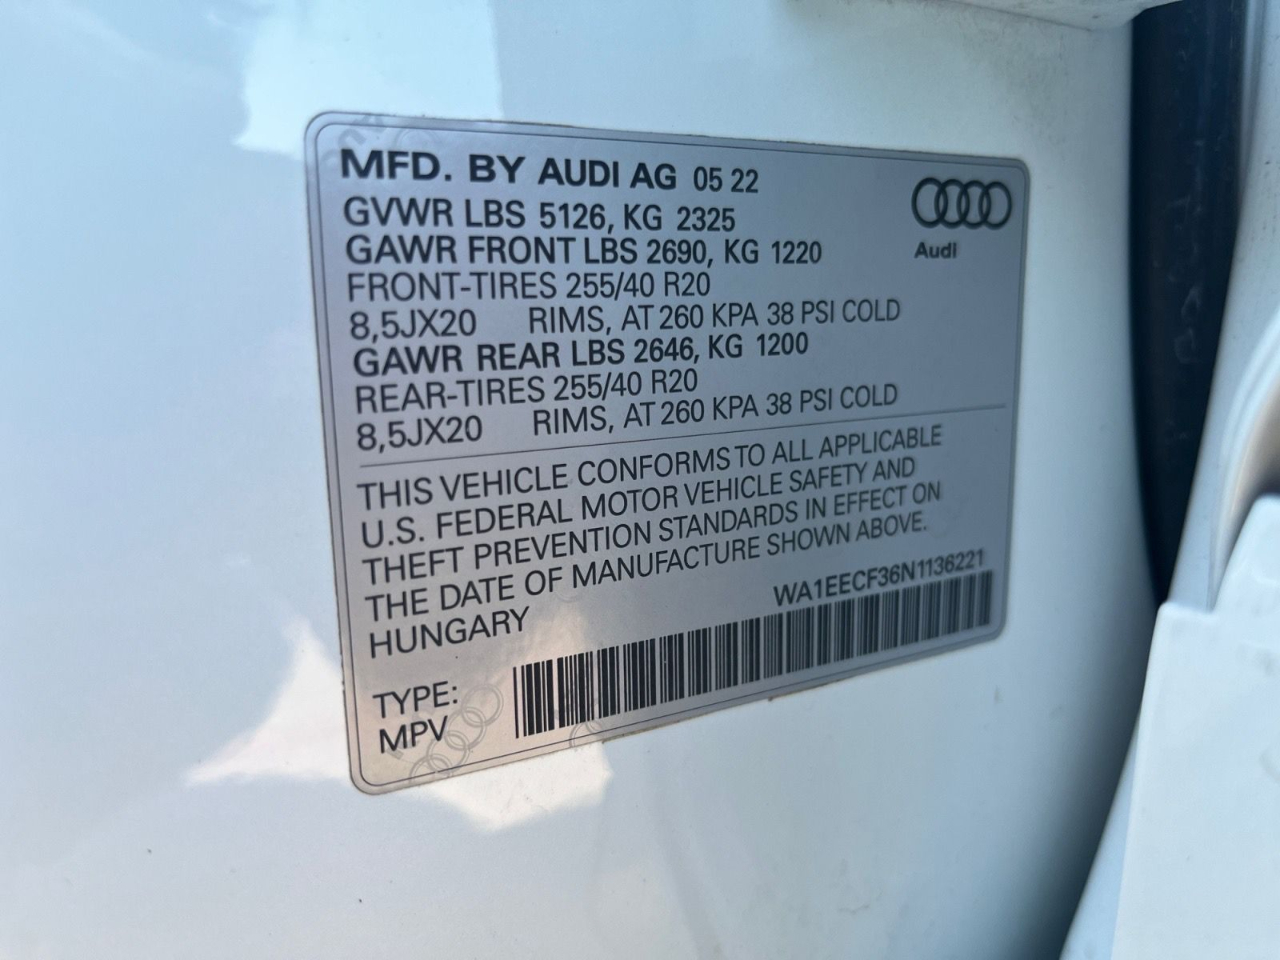 MFD. BY AUDI AG 05 22
GVWR LBS 5126, KG 2325
GAWR FRONT LBS 2690, KG 1220
FRONT-TIRES 255/40 R20
8,5JX20 RIMS, AT 260 KPA 38 PSI COLD
GAWR REAR LBS 2646, KG 1200
REAR-TIRES 255/40 R20
8,5JX20 RIMS, AT 260 KPA 38 PSI COLD
Audi
THIS VEHICLE CONFORMS TO ALL APPLICABLE
U.S. FEDERAL MOTOR VEHICLE SAFETY AND
THEFT PREVENTION STANDARDS IN EFFECT ON
THE DATE OF MANUFACTURE SHOWN ABOVE.
HUNGARY
WA1EECF36N1136221
TYPE:
MPV